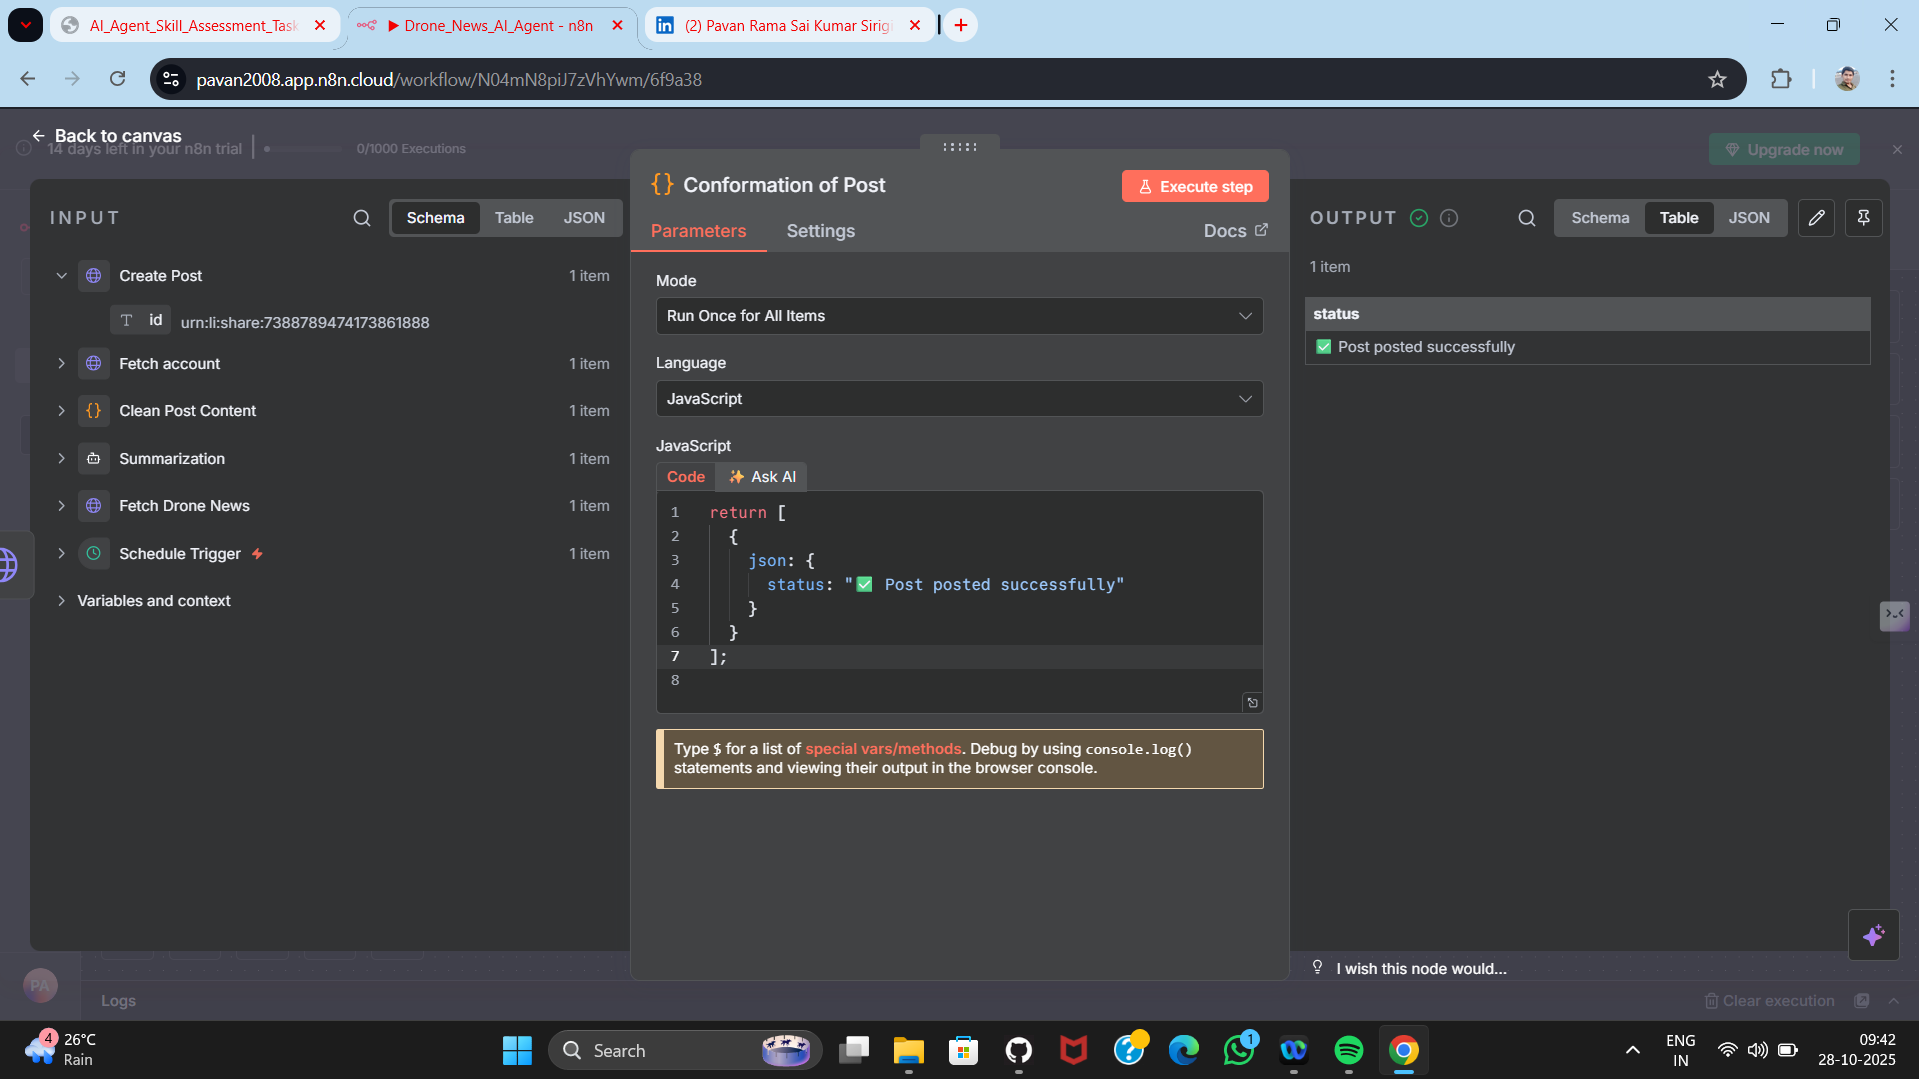 AI_Agent_Skill_Assessment_Task
▶ Drone_News_AI_Agent - n8n
(2) Pavan Rama Sai Kumar Sirigi
pavan2008.app.n8n.cloud/workflow/N04mN8piJ7zVhYwm/6f9a38
← Back to canvas
14 days left in your n8n trial
0/1000 Executions
Upgrade now
INPUT
Schema
Table
JSON
Create Post
1 item
T id
urn:li:share:7388789474173861888
Fetch account
1 item
Clean Post Content
1 item
Summarization
1 item
Fetch Drone News
1 item
Schedule Trigger
1 item
Variables and context
{} Conformation of Post
Execute step
Parameters
Settings
Docs
Mode
Run Once for All Items
Language
JavaScript
JavaScript
Code
✨ Ask AI
1 return [
2 {
3 json: {
4 status: "✅ Post posted successfully"
5 }
6 }
7 ];
8
Type $ for a list of special vars/methods. Debug by using console.log()
statements and viewing their output in the browser console.
OUTPUT
Schema
Table
JSON
1 item
status
✅ Post posted successfully
I wish this node would...
PA
Logs
Clear execution
4
26°C
Rain
Search
1
ENG
IN
09:42
28-10-2025